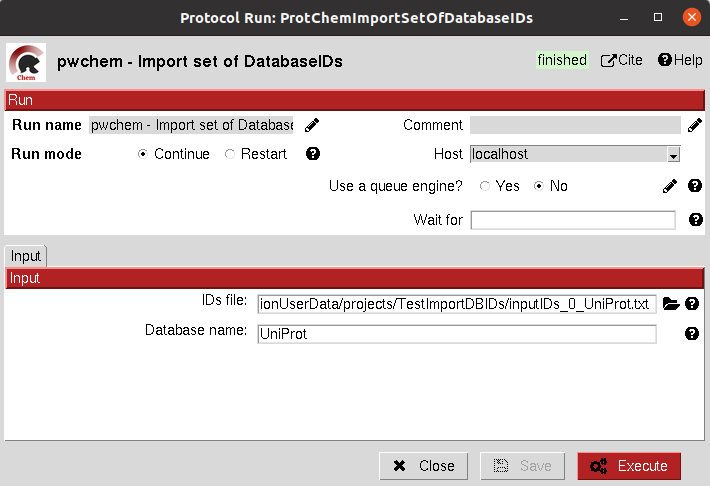 Protocol Run: ProtChemImportSetOfDatabaseIDs
Chem
pwchem - Import set of DatabaseIDs
finished Cite Help
Run
Run name pwchem - Import set of Database Comment
Run mode Continue Restart Host localhost
Use a queue engine? Yes No
Wait for
Input
Input
IDs file: ionUserData/projects/TestImportDBIDs/inputIDs_0_UniProt.txt
Database name: UniProt
Close Save Execute